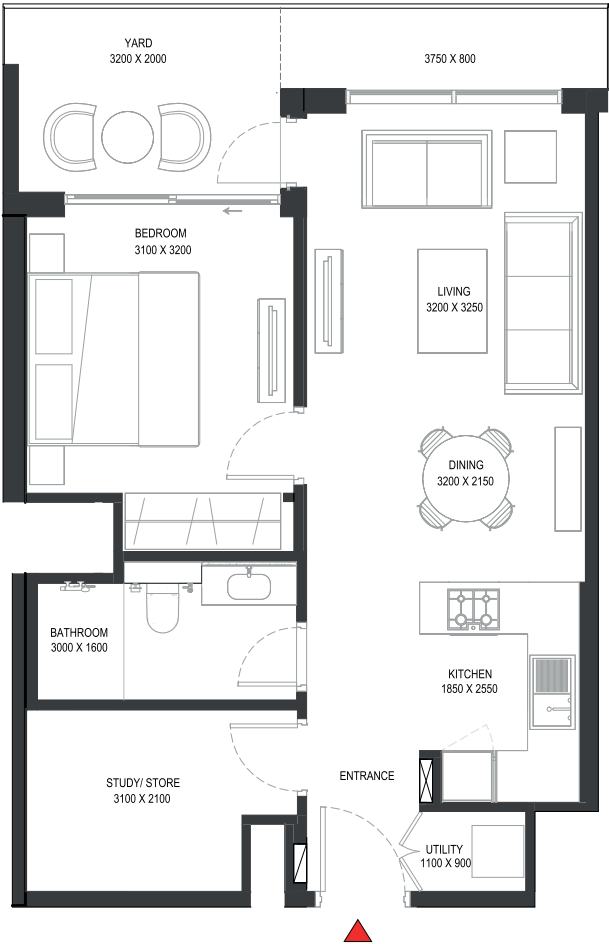 YARD
3200 X 2000
3750 X 800
BEDROOM
3100 X 3200
LIVING
3200 X 3250
DINING
3200 X 2150
BATHROOM
3000 X 1600
KITCHEN
1850 X 2550
ENTRANCE
STUDY/ STORE
3100 X 2100
UTILITY
1100 X 900